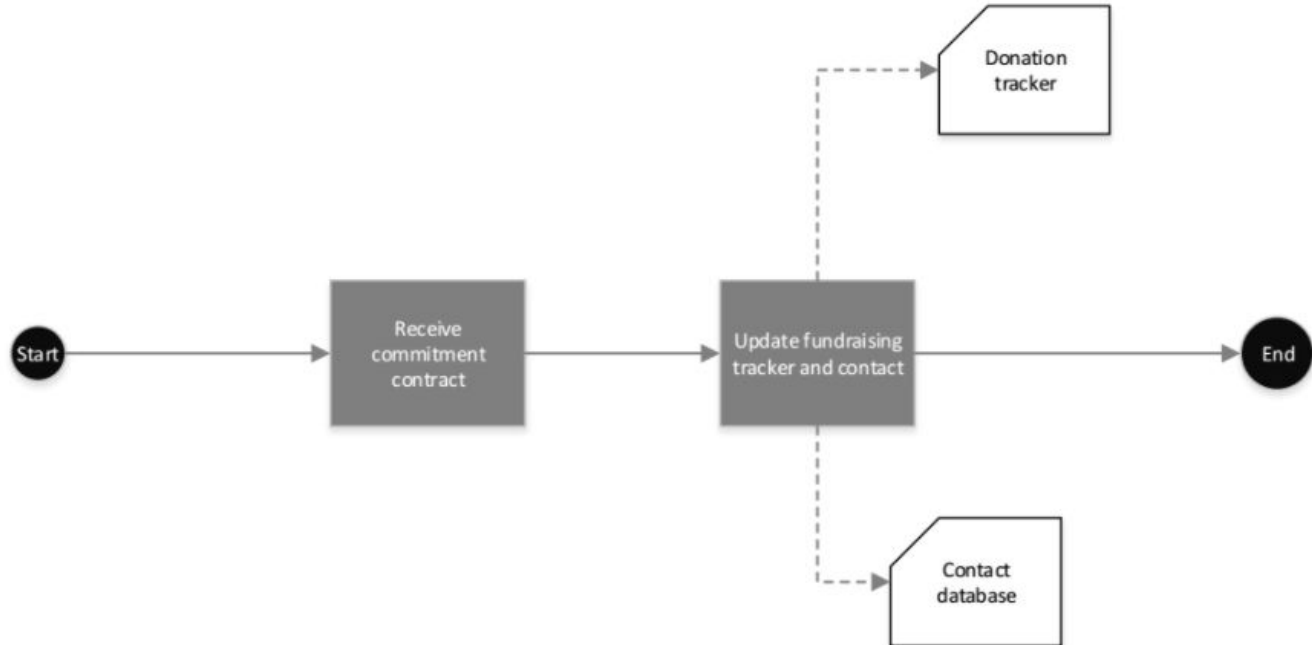 Donation
tracker
Start
Receive
commitment
contract
Update fundraising
tracker and contact
End
Contact
database